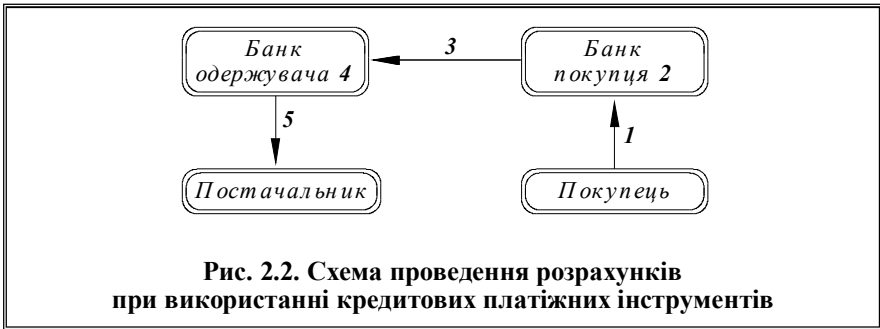 Банк
одержувача 4
3
Банк
покупця 2
5
1
Постачальник
Покупець
Рис. 2.2. Схема проведення розрахунків
при використанні кредитових платіжних інструментів